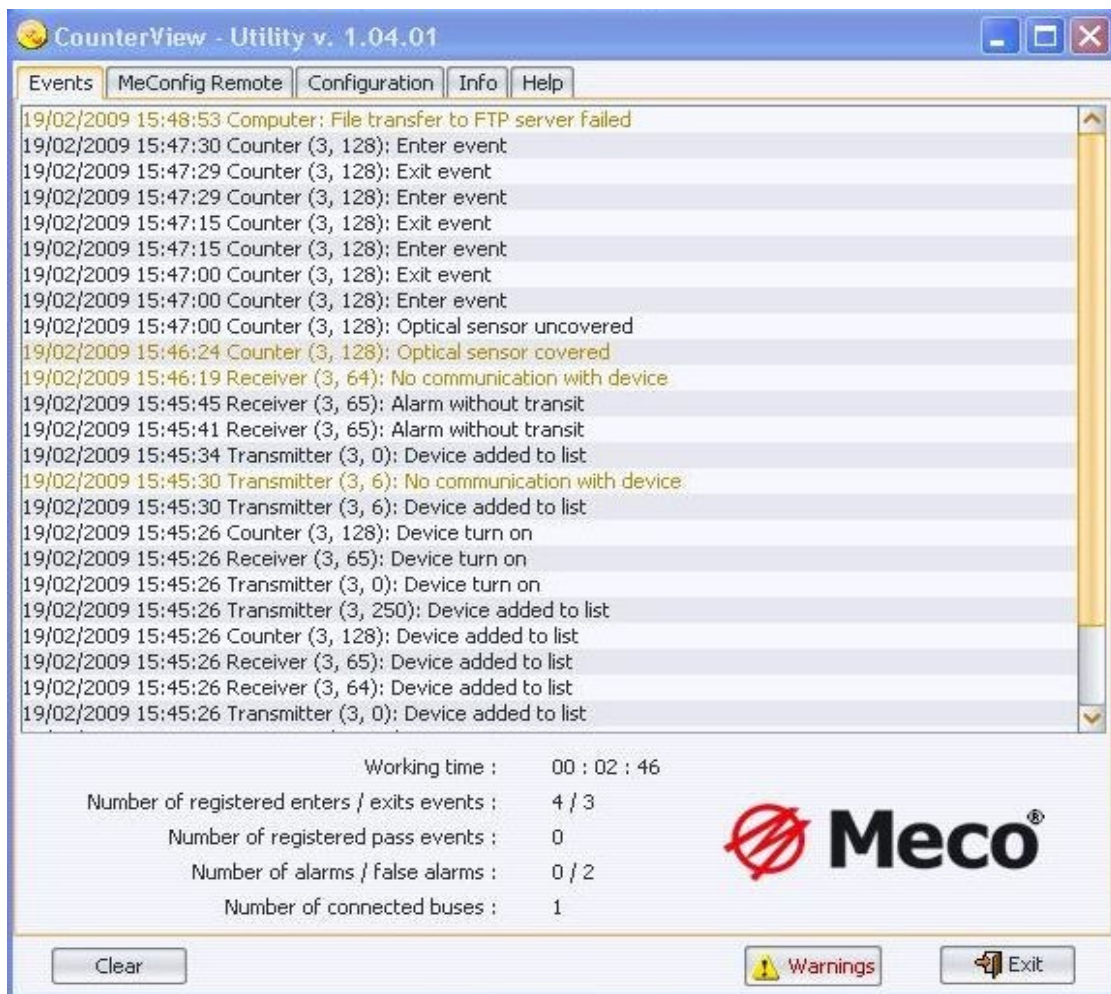 CounterView - Utility v. 1.04.01
Events MeConfig Remote Configuration Info Help
19/02/2009 15:48:53 Computer: File transfer to FTP server failed
19/02/2009 15:47:30 Counter (3, 128): Enter event
19/02/2009 15:47:29 Counter (3, 128): Exit event
19/02/2009 15:47:29 Counter (3, 128): Enter event
19/02/2009 15:47:15 Counter (3, 128): Exit event
19/02/2009 15:47:15 Counter (3, 128): Enter event
19/02/2009 15:47:00 Counter (3, 128): Exit event
19/02/2009 15:47:00 Counter (3, 128): Enter event
19/02/2009 15:47:00 Counter (3, 128): Optical sensor uncovered
19/02/2009 15:46:24 Counter (3, 128): Optical sensor covered
19/02/2009 15:46:19 Receiver (3, 64): No communication with device
19/02/2009 15:45:45 Receiver (3, 65): Alarm without transit
19/02/2009 15:45:41 Receiver (3, 65): Alarm without transit
19/02/2009 15:45:34 Transmitter (3, 0): Device added to list
19/02/2009 15:45:30 Transmitter (3, 6): No communication with device
19/02/2009 15:45:30 Transmitter (3, 6): Device added to list
19/02/2009 15:45:26 Counter (3, 128): Device turn on
19/02/2009 15:45:26 Receiver (3, 65): Device turn on
19/02/2009 15:45:26 Transmitter (3, 0): Device turn on
19/02/2009 15:45:26 Transmitter (3, 250): Device added to list
19/02/2009 15:45:26 Counter (3, 128): Device added to list
19/02/2009 15:45:26 Receiver (3, 65): Device added to list
19/02/2009 15:45:26 Receiver (3, 64): Device added to list
19/02/2009 15:45:26 Transmitter (3, 0): Device added to list
Working time : 00 : 02 : 46
Number of registered enters / exits events : 4 / 3
Number of registered pass events : 0
Number of alarms / false alarms : 0 / 2
Number of connected buses : 1
Meco®
Clear Warnings Exit